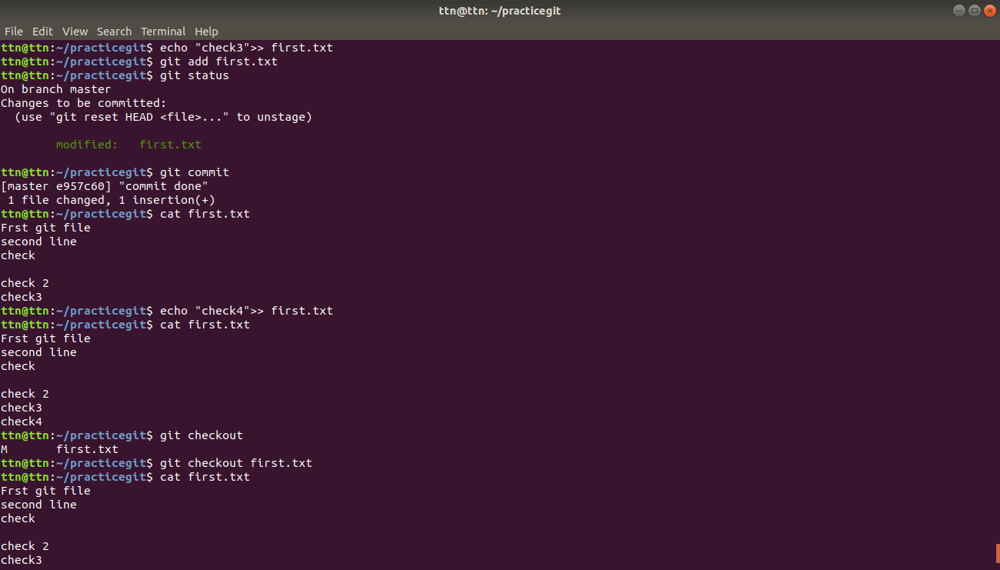 ttn@ttn: ~/practicegit
File Edit View Search Terminal Help
ttn@ttn:~/practicegit$ echo "check3">> first.txt
ttn@ttn:~/practicegit$ git add first.txt
ttn@ttn:~/practicegit$ git status
On branch master
Changes to be committed:
  (use "git reset HEAD <file>..." to unstage)
        modified:   first.txt
ttn@ttn:~/practicegit$ git commit
[master e957c60] "commit done"
 1 file changed, 1 insertion(+)
ttn@ttn:~/practicegit$ cat first.txt
Frst git file
second line
check
check 2
check3
ttn@ttn:~/practicegit$ echo "check4">> first.txt
ttn@ttn:~/practicegit$ cat first.txt
Frst git file
second line
check
check 2
check3
check4
ttn@ttn:~/practicegit$ git checkout
M       first.txt
ttn@ttn:~/practicegit$ git checkout first.txt
ttn@ttn:~/practicegit$ cat first.txt
Frst git file
second line
check
check 2
check3